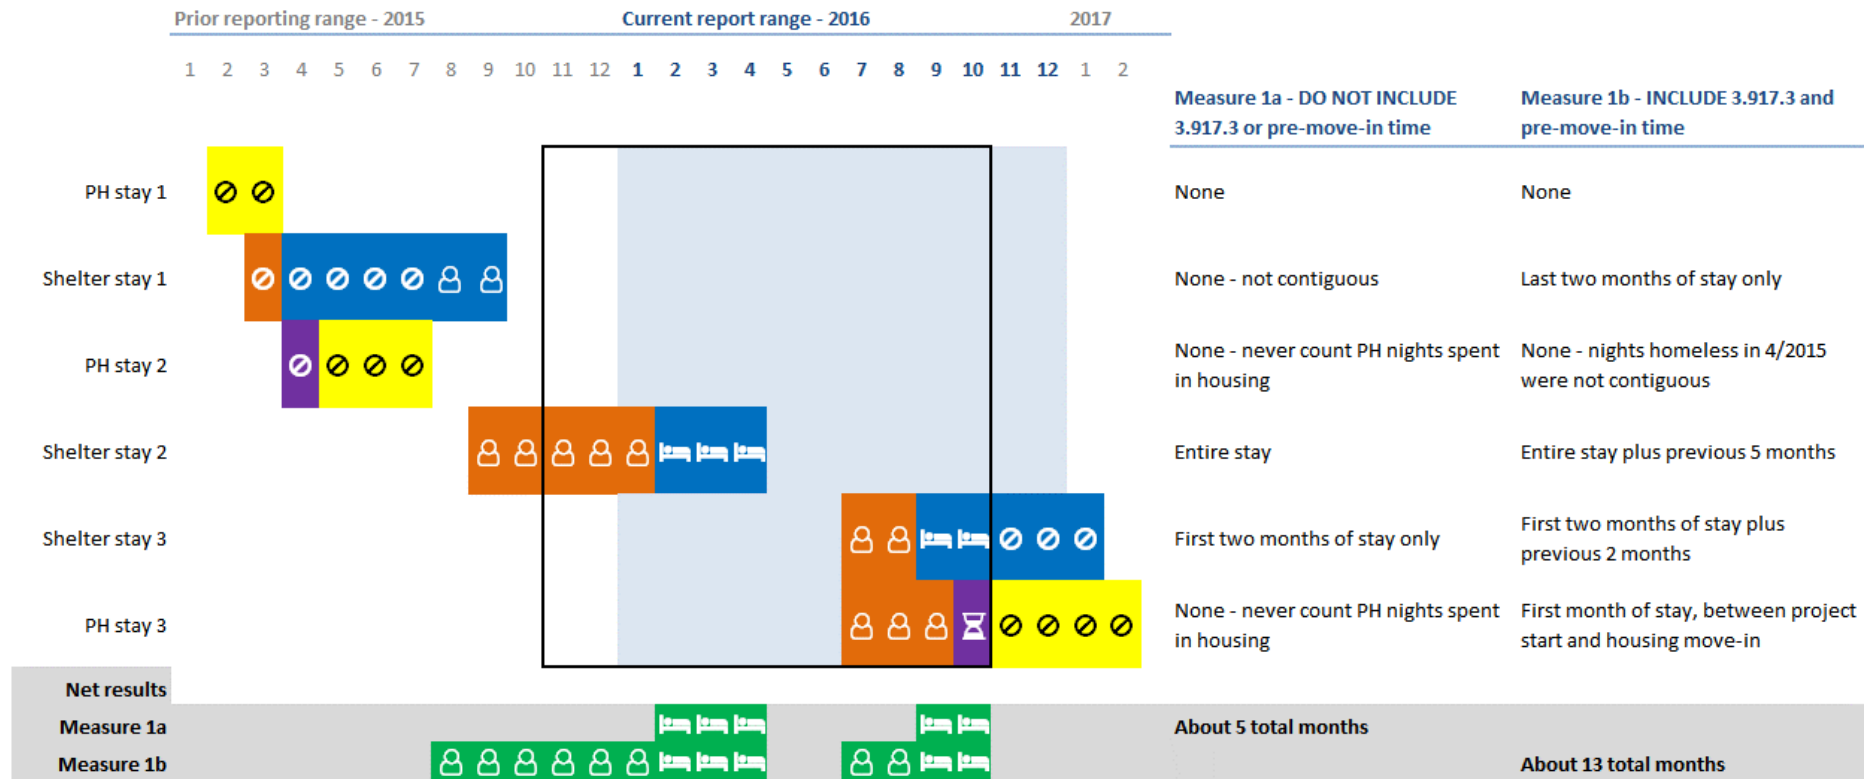 Prior reporting range - 2015 Current report range - 2016 2017
1 2 3 4 5 6 7 8 9 10 11 12 1 2 3 4 5 6 7 8 9 10 11 12 1 2
Measure 1a - DO NOT INCLUDE
3.917.3 or pre-move-in time
Measure 1b - INCLUDE 3.917.3 and
pre-move-in time
PH stay 1
None
None
Shelter stay 1
None - not contiguous
Last two months of stay only
PH stay 2
None - never count PH nights spent
in housing
None - nights homeless in 4/2015
were not contiguous
Shelter stay 2
Entire stay
Entire stay plus previous 5 months
Shelter stay 3
First two months of stay only
First two months of stay plus
previous 2 months
PH stay 3
None - never count PH nights spent
in housing
First month of stay, between project
start and housing move-in
Net results
Measure 1a
About 5 total months
Measure 1b
About 13 total months